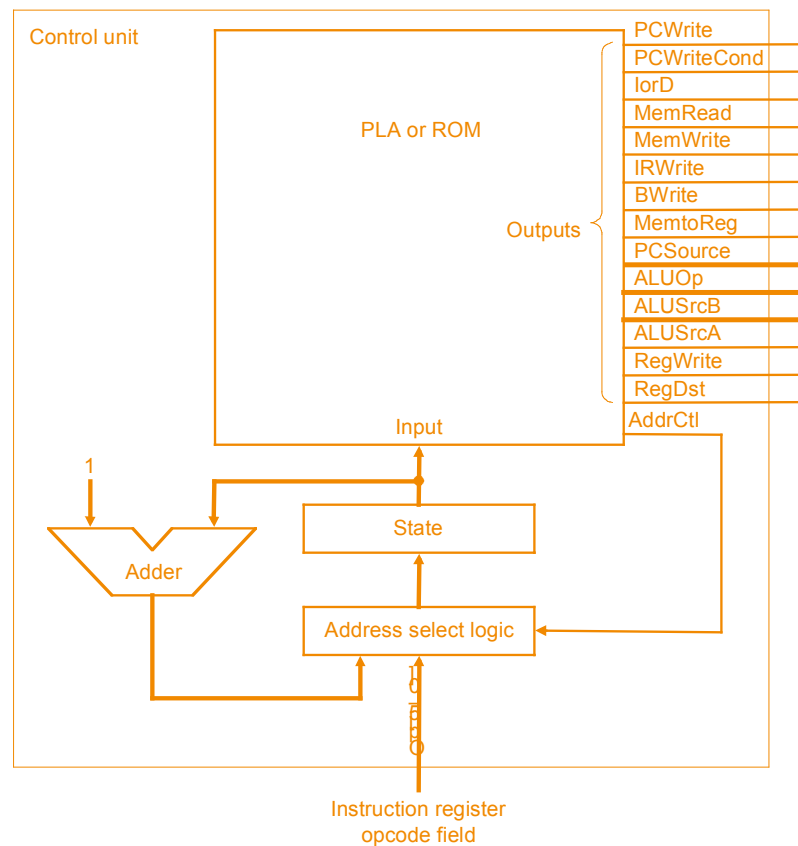 Control unit
PLA or ROM
Outputs
PCWrite
PCWriteCond
IorD
MemRead
MemWrite
IRWrite
BWrite
MemtoReg
PCSource
ALUOp
ALUSrcB
ALUSrcA
RegWrite
RegDst
AddrCtl
Input
1
State
Adder
Address select logic
Instruction register
opcode field